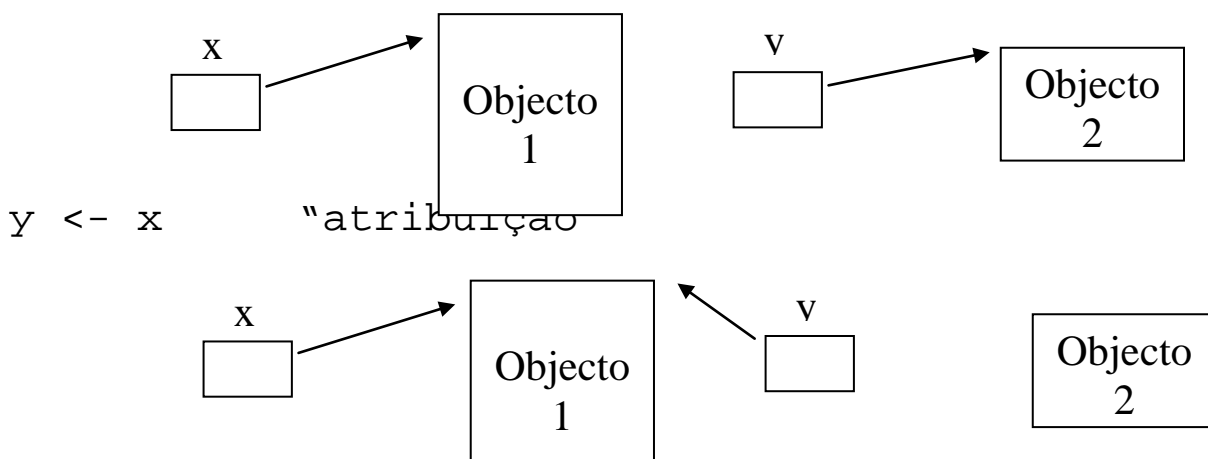 x
v
Objecto
1
Objecto
2
y <- x “atribuição
x
v
Objecto
1
Objecto
2